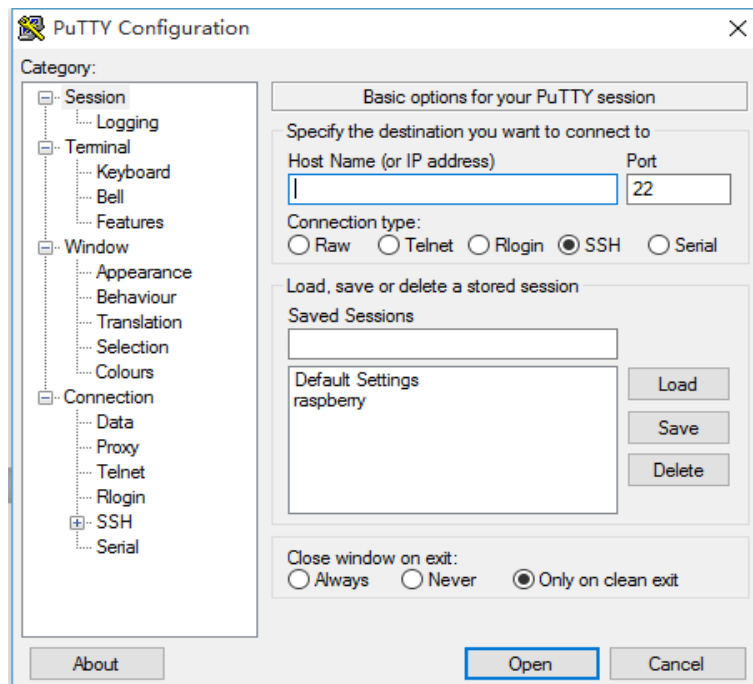 PuTTY Configuration
Category:
Session
Logging
Terminal
Keyboard
Bell
Features
Window
Appearance
Behaviour
Translation
Selection
Colours
Connection
Data
Proxy
Telnet
Rlogin
SSH
Serial
Basic options for your PuTTY session
Specify the destination you want to connect to
Host Name (or IP address) Port
22
Connection type:
Raw Telnet Rlogin SSH Serial
Load, save or delete a stored session
Saved Sessions
Default Settings
raspberry
Load
Save
Delete
Close window on exit:
Always Never Only on clean exit
About Open Cancel